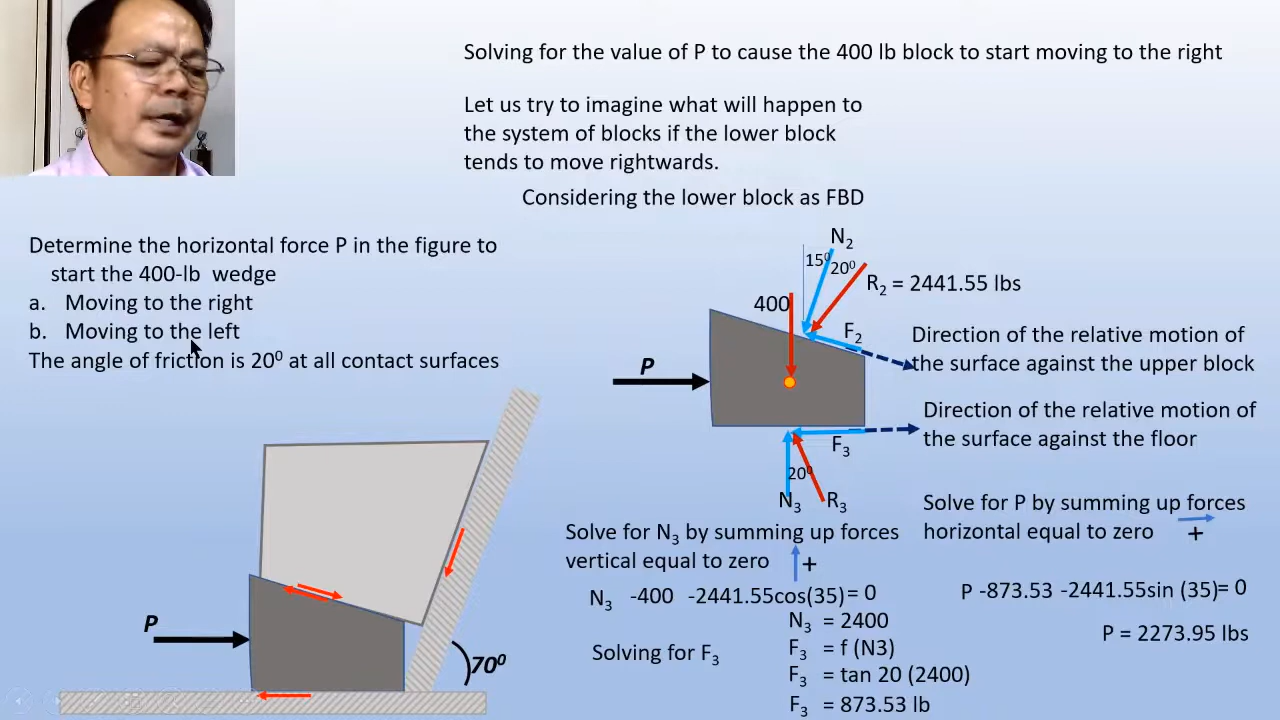 Solving for the value of P to cause the 400 lb block to start moving to the right
Let us try to imagine what will happen to
the system of blocks if the lower block
tends to move rightwards.
Considering the lower block as FBD
Determine the horizontal force P in the figure to
start the 400-lb wedge
a. Moving to the right
b. Moving to the left
The angle of friction is 20⁰ at all contact surfaces
P
70⁰
N₂
15⁰
20⁰
R₂ = 2441.55 lbs
400
F₂
P
Direction of the relative motion of
the surface against the upper block
Direction of the relative motion of
the surface against the floor
F₃
20⁰
N₃
R₃
Solve for N₃ by summing up forces
vertical equal to zero +
N₃ -400 -2441.55cos(35) = 0
N₃ = 2400
Solving for F₃
F₃ = f (N3)
F₃ = tan 20 (2400)
F₃ = 873.53 lb
Solve for P by summing up forces
horizontal equal to zero +
P -873.53 -2441.55sin (35) = 0
P = 2273.95 lbs